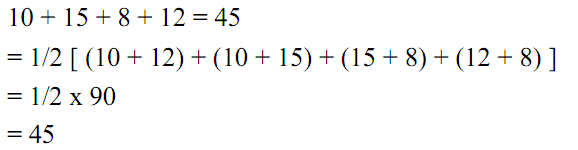 10 + 15 + 8 + 12 = 45
= 1/2 [ (10 + 12) + (10 + 15) + (15 + 8) + (12 + 8) ]
= 1/2 x 90
= 45